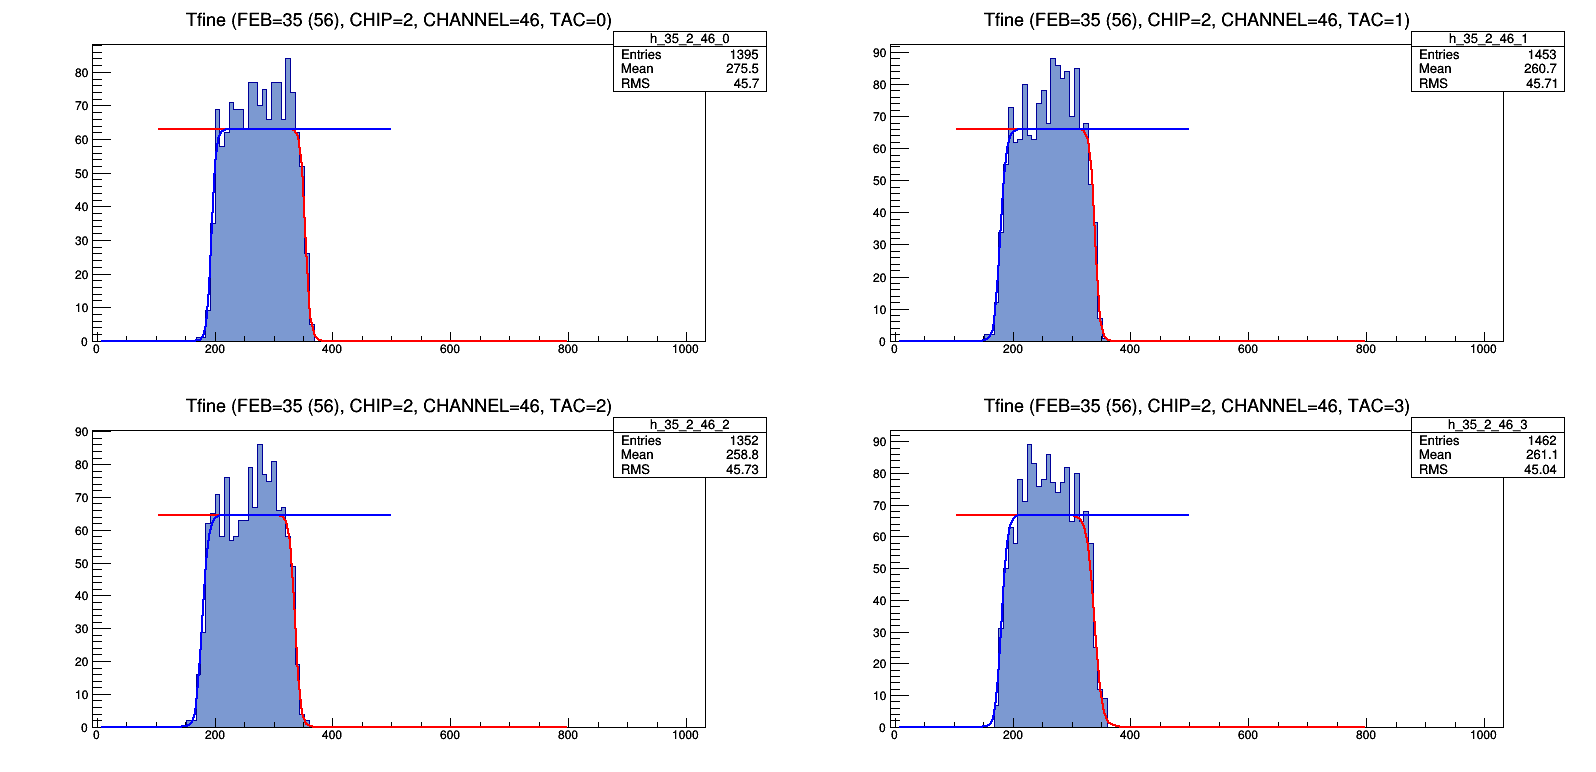 Tfine (FEB=35 (56), CHIP=2, CHANNEL=46, TAC=0)
h_35_2_46_0
Entries 1395
Mean 275.5
RMS 45.7
80
70
60
50
40
30
20
10
0
0 200 400 600 800 1000
Tfine (FEB=35 (56), CHIP=2, CHANNEL=46, TAC=1)
h_35_2_46_1
Entries 1453
Mean 260.7
RMS 45.71
90
80
70
60
50
40
30
20
10
0
0 200 400 600 800 1000
Tfine (FEB=35 (56), CHIP=2, CHANNEL=46, TAC=2)
h_35_2_46_2
Entries 1352
Mean 258.8
RMS 45.73
90
80
70
60
50
40
30
20
10
0
0 200 400 600 800 1000
Tfine (FEB=35 (56), CHIP=2, CHANNEL=46, TAC=3)
h_35_2_46_3
Entries 1462
Mean 261.1
RMS 45.04
90
80
70
60
50
40
30
20
10
0
0 200 400 600 800 1000